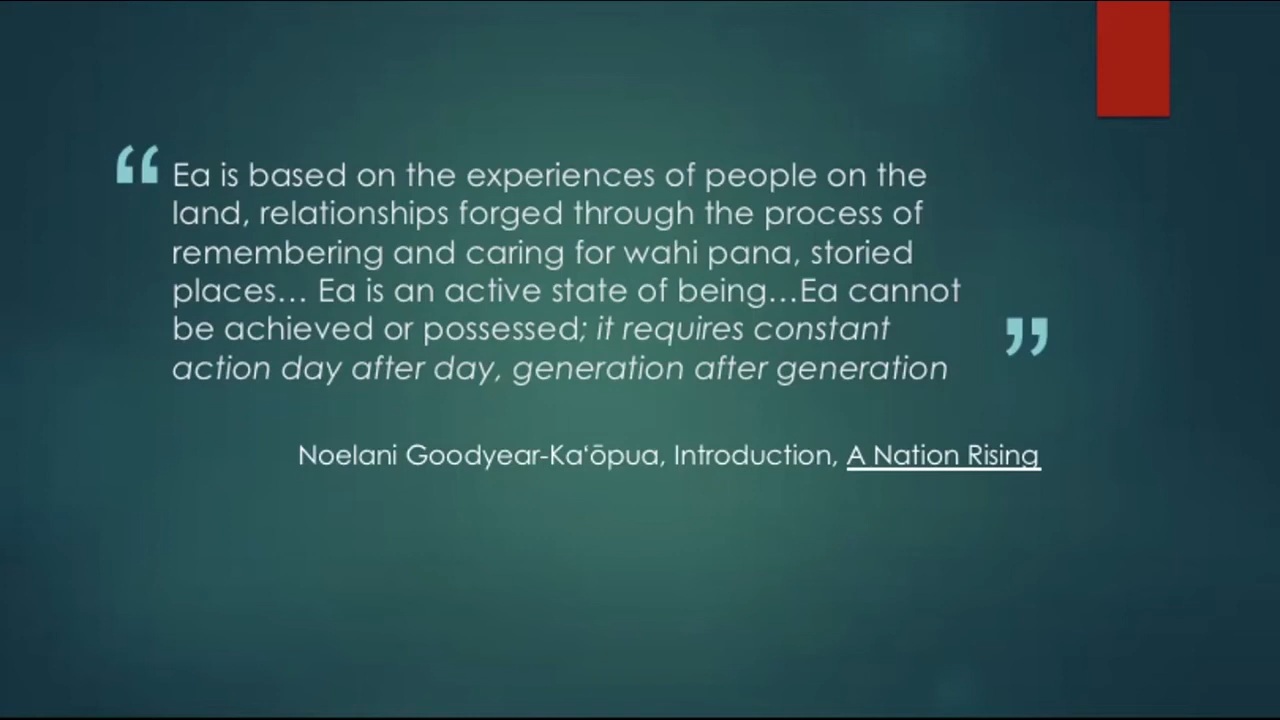 “Ea is based on the experiences of people on the
land, relationships forged through the process of
remembering and caring for wahi pana, storied
places… Ea is an active state of being…Ea cannot
be achieved or possessed; it requires constant
action day after day, generation after generation”
Noelani Goodyear-Kaʻōpua, Introduction, A Nation Rising